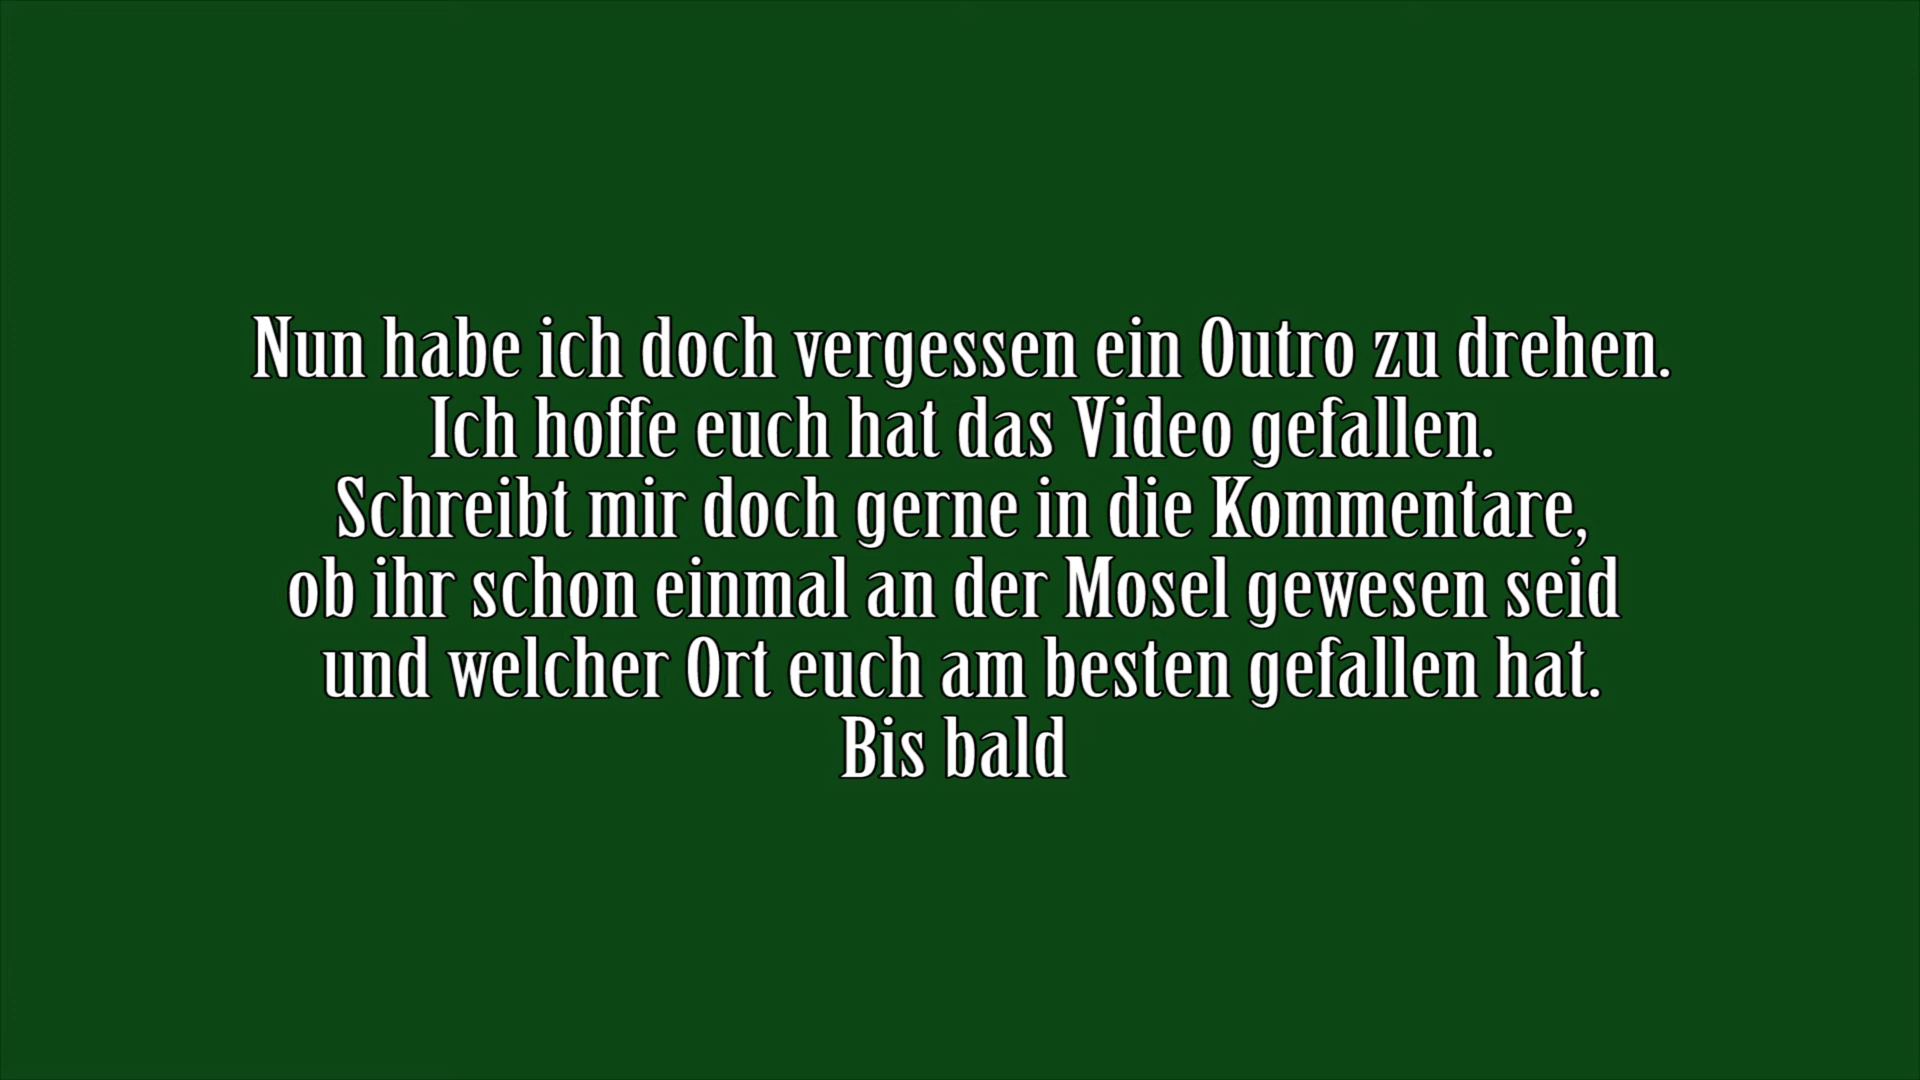 Nun habe ich doch vergessen ein Outro zu drehen.
Ich hoffe euch hat das Video gefallen.
Schreibt mir doch gerne in die Kommentare,
ob ihr schon einmal an der Mosel gewesen seid
und welcher Ort euch am besten gefallen hat.
Bis bald